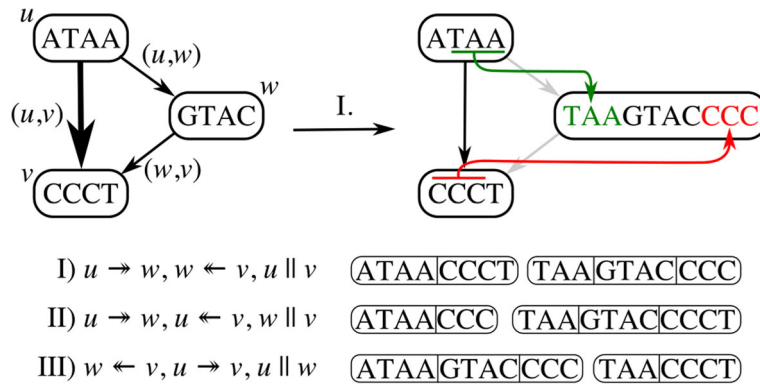 u
ATAA
(u,w)
w
(u,v)
GTAC
v
(w,v)
CCCT
I.
ATAA
TAAGTACCCC
CCCT
I) u ↠ w, w ↞ v, u || v ATAA|CCCT TAA|GTAC|CCC
II) u ↠ w, u ↞ v, w || v ATAA|CCC TAA|GTAC|CCCT
III) w ↞ v, u ↠ v, u || w ATAA|GTAC|CCC TAA|CCCT